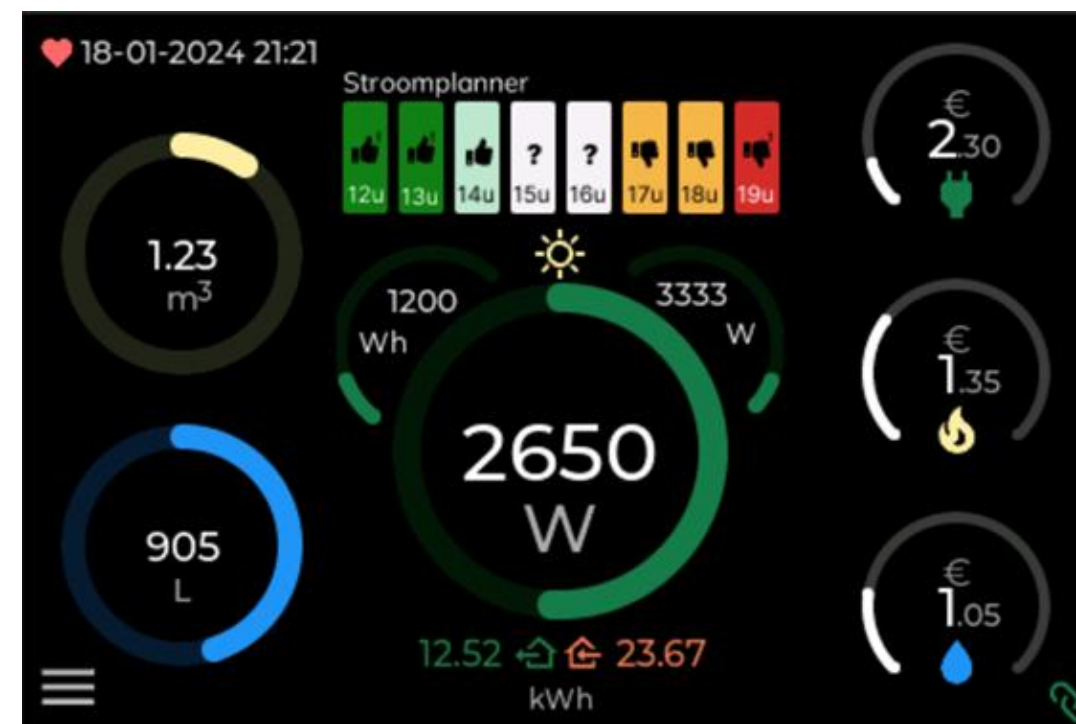 18-01-2024 21:21
Stroomplanner
? ?
12u 13u 14u 15u 16u 17u 18u 19u
€
2.30
1.23
m³
1200
Wh
3333
W
2650
W
€
1.35
905
L
€
1.05
12.52 23.67
kWh